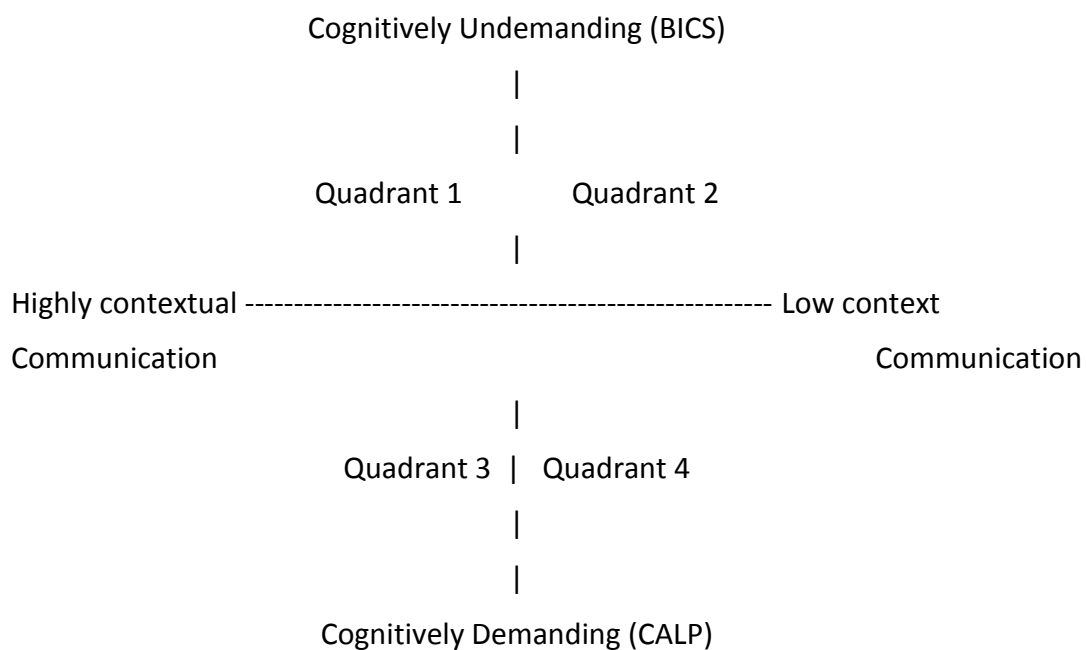 Cognitively Undemanding (BICS)
|
|
Quadrant 1 Quadrant 2
|
Highly contextual ------------------------------------------------------ Low context
Communication Communication
|
Quadrant 3 | Quadrant 4
|
|
Cognitively Demanding (CALP)